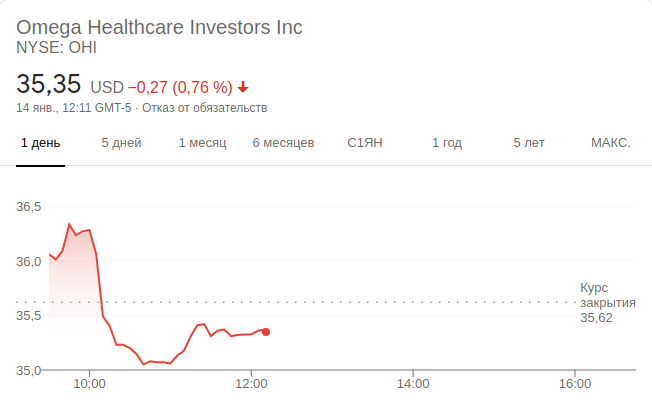 Omega Healthcare Investors Inc
NYSE: OHI
35,35 USD −0,27 (0,76 %)
14 янв., 12:11 GMT-5 · Отказ от обязательств
1 день 5 дней 1 месяц 6 месяцев С1ЯН 1 год 5 лет МАКС.
36,5
36,0
Курс
закрытия
35,62
35,5
35,0
10:00 12:00 14:00 16:00